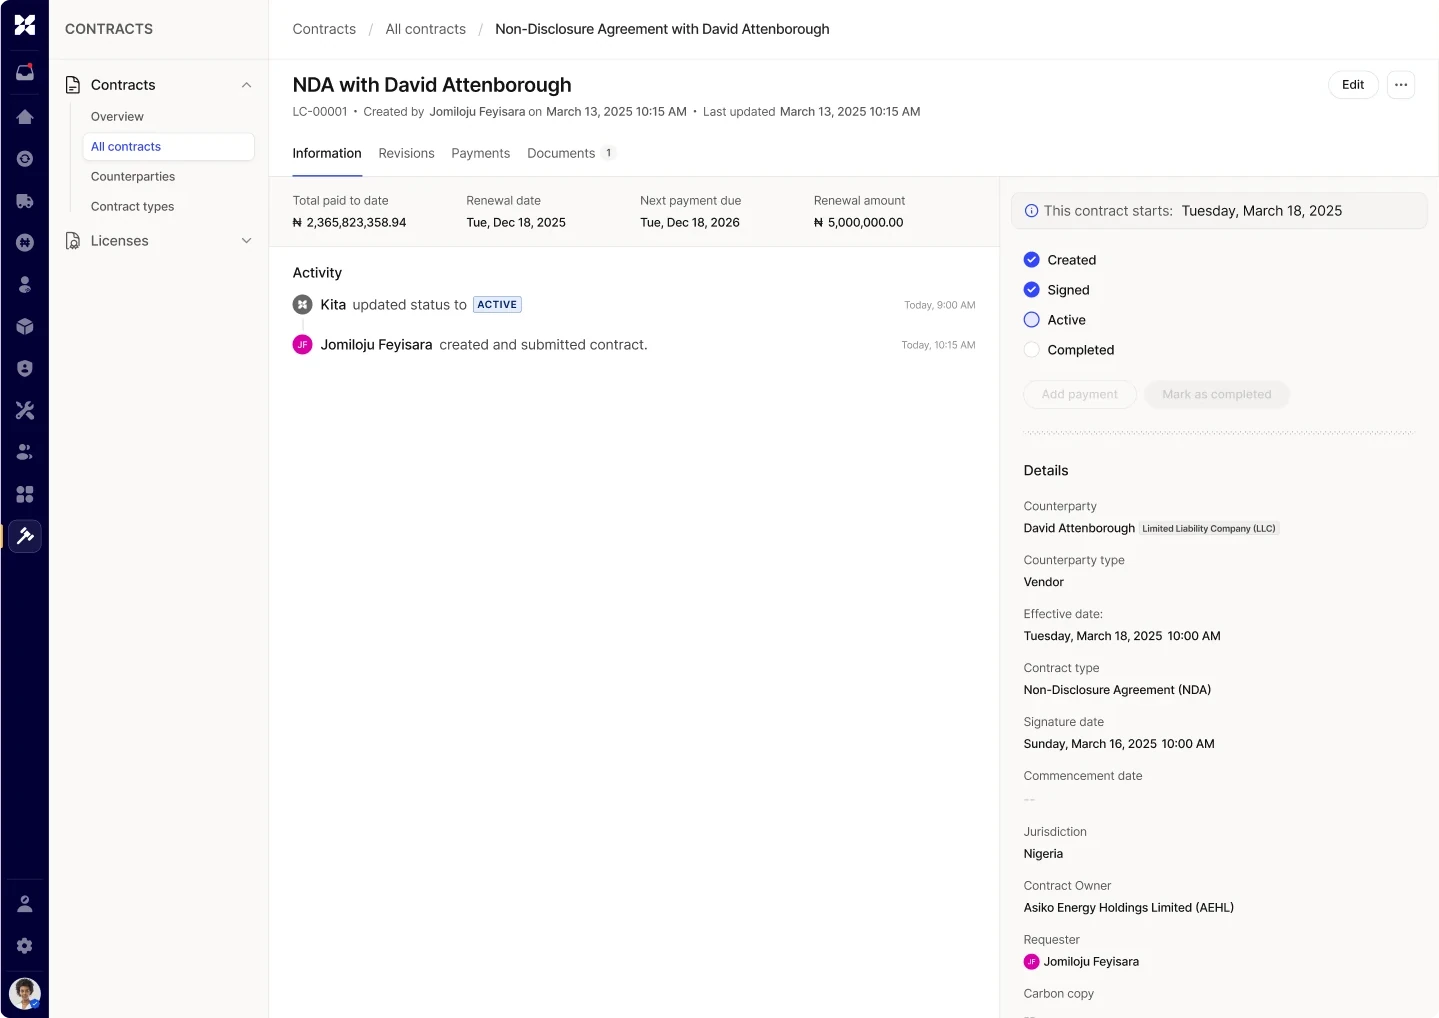 CONTRACTS
Contracts
Overview
All contracts
Counterparties
Contract types
Licenses
Contracts / All contracts / Non-Disclosure Agreement with David Attenborough
NDA with David Attenborough
LC-00001 • Created by Jomiloju Feyisara on March 13, 2025 10:15 AM • Last updated March 13, 2025 10:15 AM
Edit
Information Revisions Payments Documents 1
Total paid to date
₦ 2,365,823,358.94
Renewal date
Tue, Dec 18, 2025
Next payment due
Tue, Dec 18, 2026
Renewal amount
₦ 5,000,000.00
Activity
Kita updated status to ACTIVE Today, 9:00 AM
JF Jomiloju Feyisara created and submitted contract. Today, 10:15 AM
This contract starts: Tuesday, March 18, 2025
Created
Signed
Active
Completed
Add payment Mark as completed
Details
Counterparty
David Attenborough Limited Liability Company (LLC)
Counterparty type
Vendor
Effective date:
Tuesday, March 18, 2025 10:00 AM
Contract type
Non-Disclosure Agreement (NDA)
Signature date
Sunday, March 16, 2025 10:00 AM
Commencement date
--
Jurisdiction
Nigeria
Contract Owner
Asiko Energy Holdings Limited (AEHL)
Requester
JF Jomiloju Feyisara
Carbon copy
--